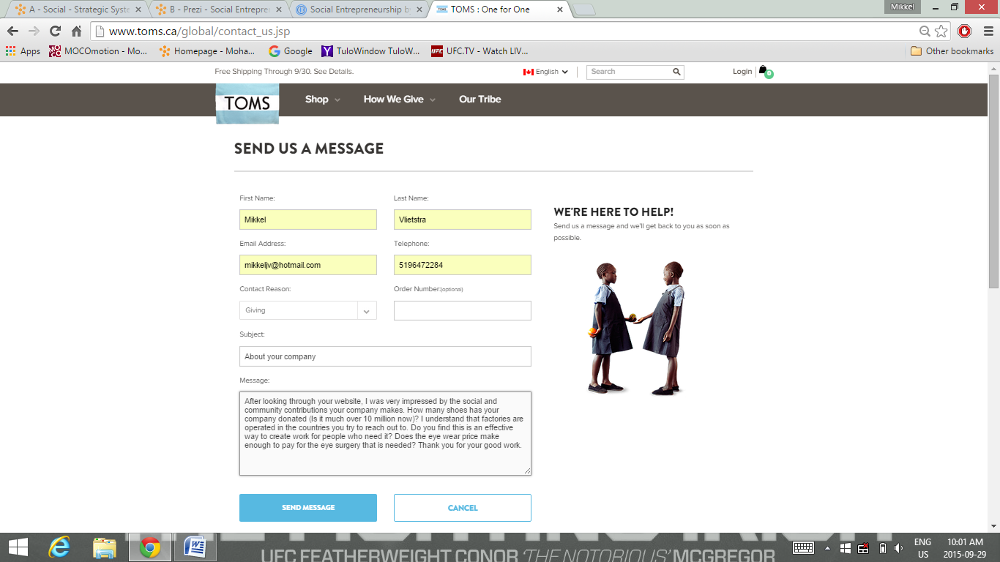 A - Social - Strategic Syste
B - Prezi - Social Entrepre
Social Entrepreneurship by
TOMS : One for One
Mikkel
www.toms.ca/global/contact_us.jsp
Apps
MOCOmotion - Mo...
Homepage - Moha...
Google
TuloWindow TuloW...
UFC.TV - Watch LIV...
Other bookmarks
Free Shipping Through 9/30. See Details.
English
Search
Login
0
TOMS
Shop
How We Give
Our Tribe
SEND US A MESSAGE
First Name:
Last Name:
Mikkel
Vlietstra
Email Address:
Telephone:
mikkeljv@hotmail.com
5196472284
Contact Reason:
Order Number:(optional)
Giving
Subject:
About your company
Message:
After looking through your website, I was very impressed by the social and
community contributions your company makes. How many shoes has your
company donated (Is it much over 10 million now)? I understand that factories are
operated in the countries you try to reach out to. Do you find this is an effective
way to create work for people who need it? Does the eye wear price make
enough to pay for the eye surgery that is needed? Thank you for your good work.
SEND MESSAGE
CANCEL
WE'RE HERE TO HELP!
Send us a message and we'll get back to you as soon as
possible.
UFC FEATHERWEIGHT CONOR 'THE NOTORIOUS' MCGREGOR
ENG
US
10:01 AM
2015-09-29